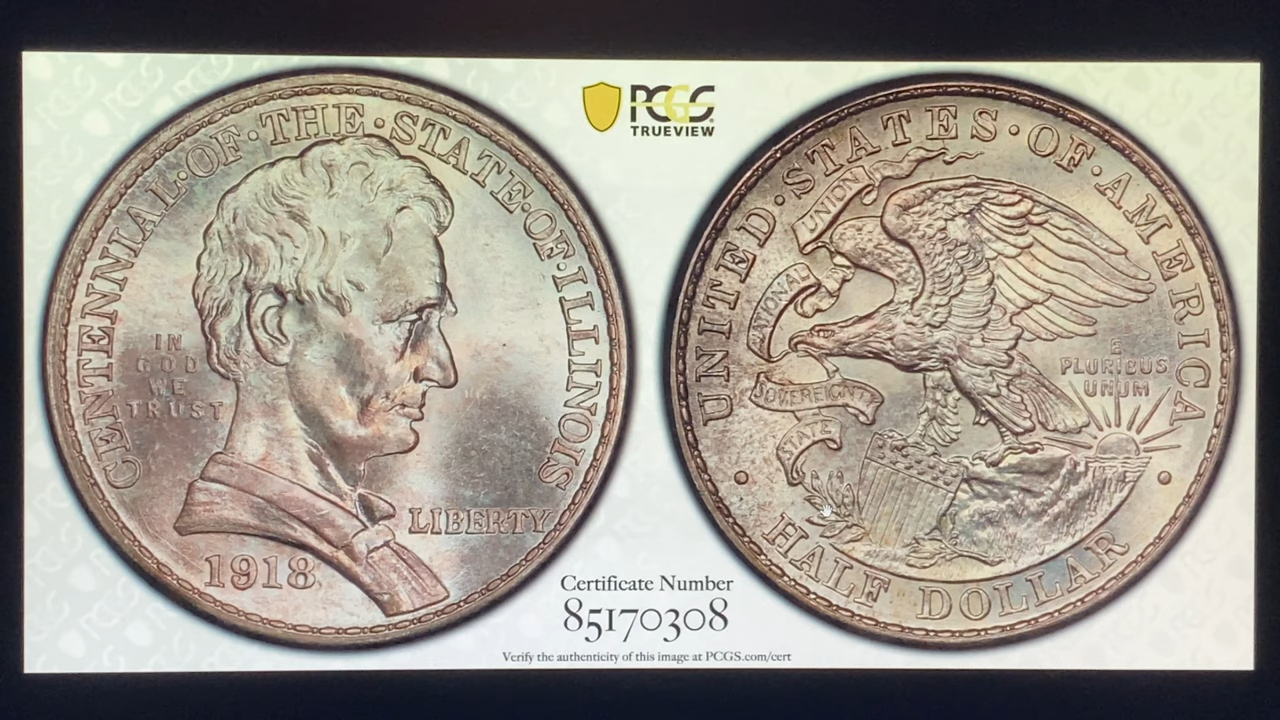 CENTENNIAL·OF·THE·STATE·OF·ILLINOIS
IN
GOD
WE
TRUST
LIBERTY
1918
PCGS
TRUEVIEW
UNITED·STATES·OF·AMERICA
UNION
NATIONAL
SOVEREIGNTY
STATE
E
PLURIBUS
UNUM
HALF DOLLAR
Certificate Number
85170308
Verify the authenticity of this image at PCGS.com/cert